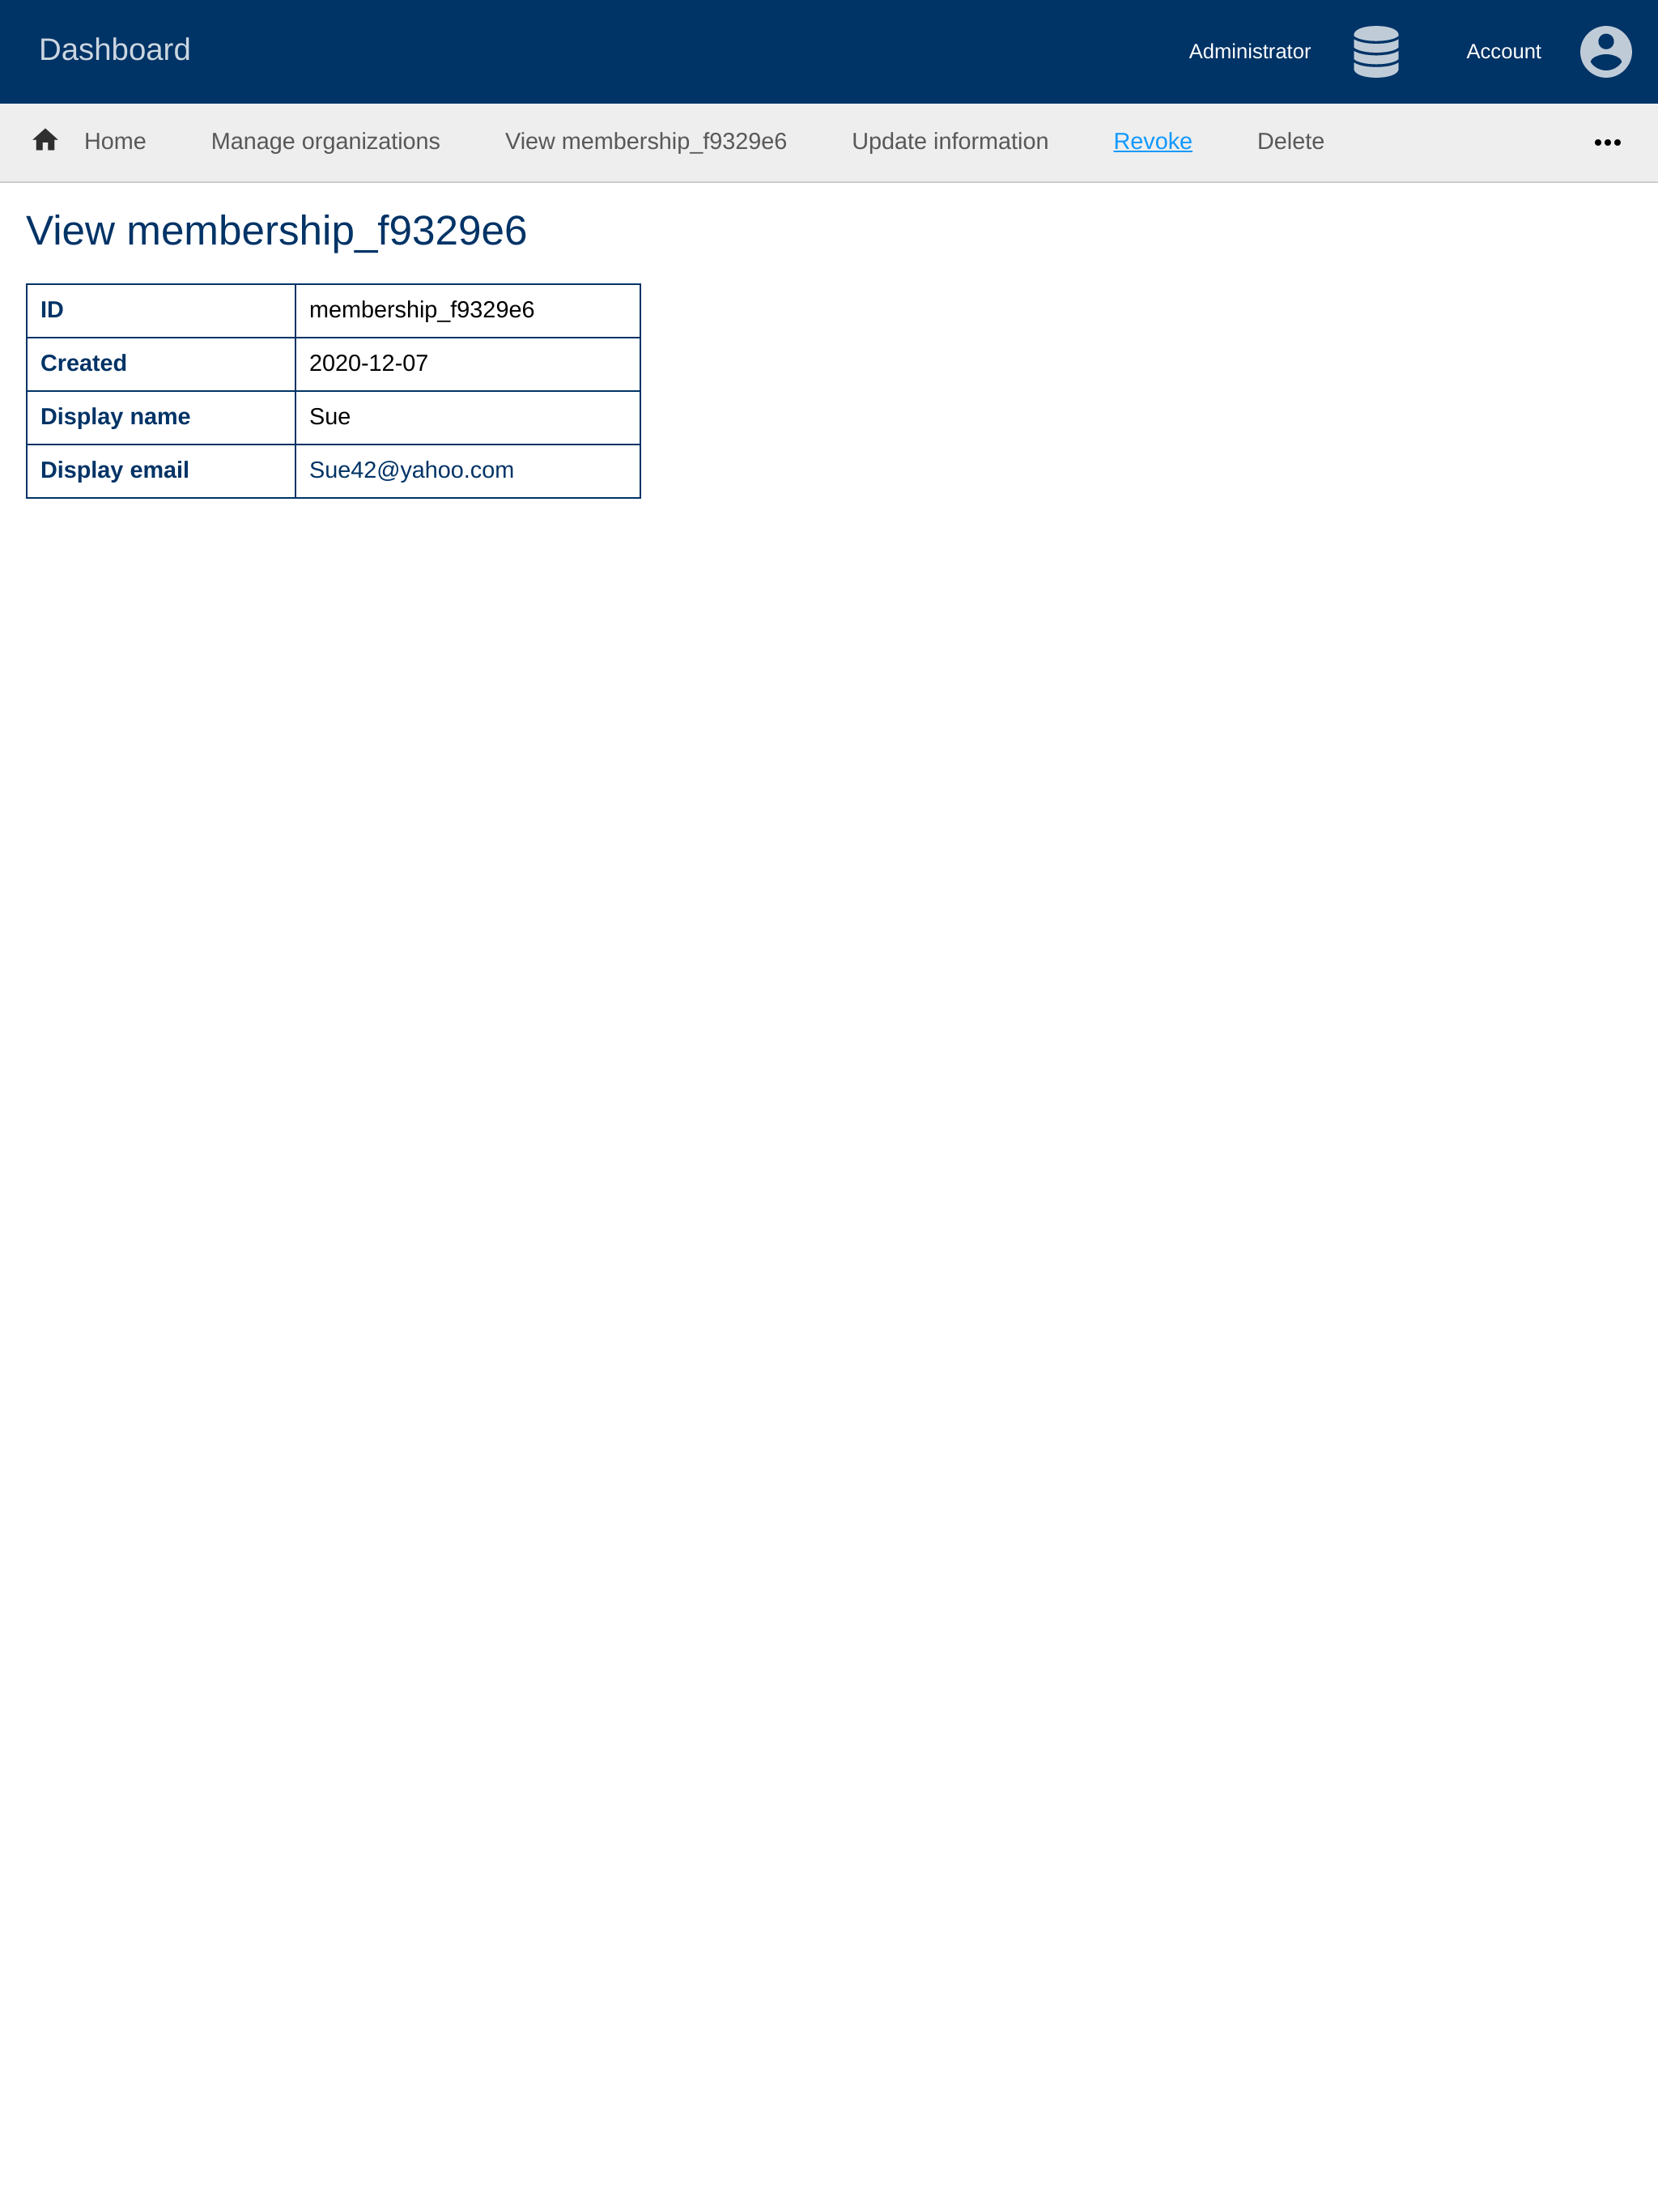 Dashboard Administrator Account
Home Manage organizations View membership_f9329e6 Update information Revoke Delete
View membership_f9329e6
ID membership_f9329e6
Created 2020-12-07
Display name Sue
Display email Sue42@yahoo.com